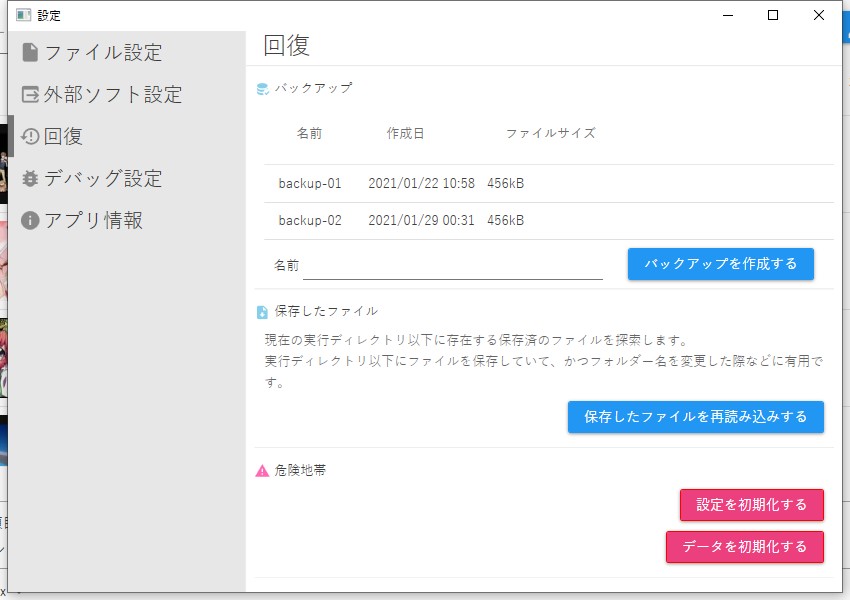 設定
ファイル設定
外部ソフト設定
回復
デバッグ設定
アプリ情報
回復
バックアップ
名前 作成日 ファイルサイズ
backup-01 2021/01/22 10:58 456kB
backup-02 2021/01/29 00:31 456kB
名前
バックアップを作成する
保存したファイル
現在の実行ディレクトリ以下に存在する保存済のファイルを探索します。
実行ディレクトリ以下にファイルを保存していて、かつフォルダー名を変更した際などに有用で
す。
保存したファイルを再読み込みする
危険地帯
設定を初期化する
データを初期化する